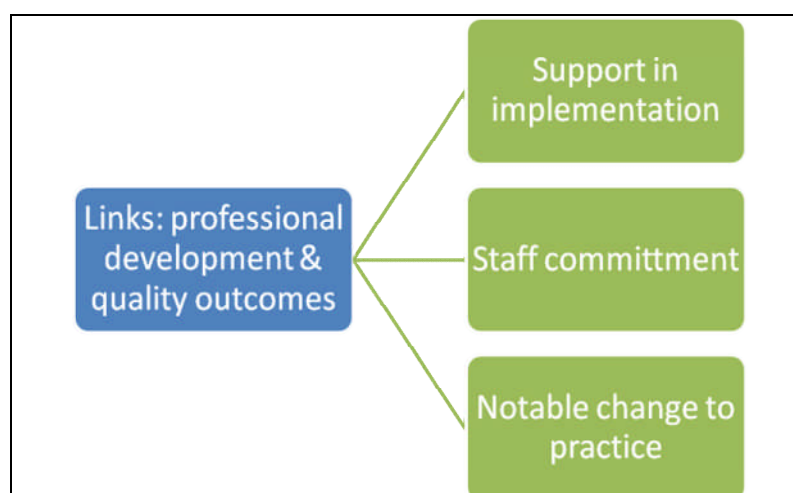 Links: professional
development &
quality outcomes
Support in
implementation
Staff committment
Notable change to
practice